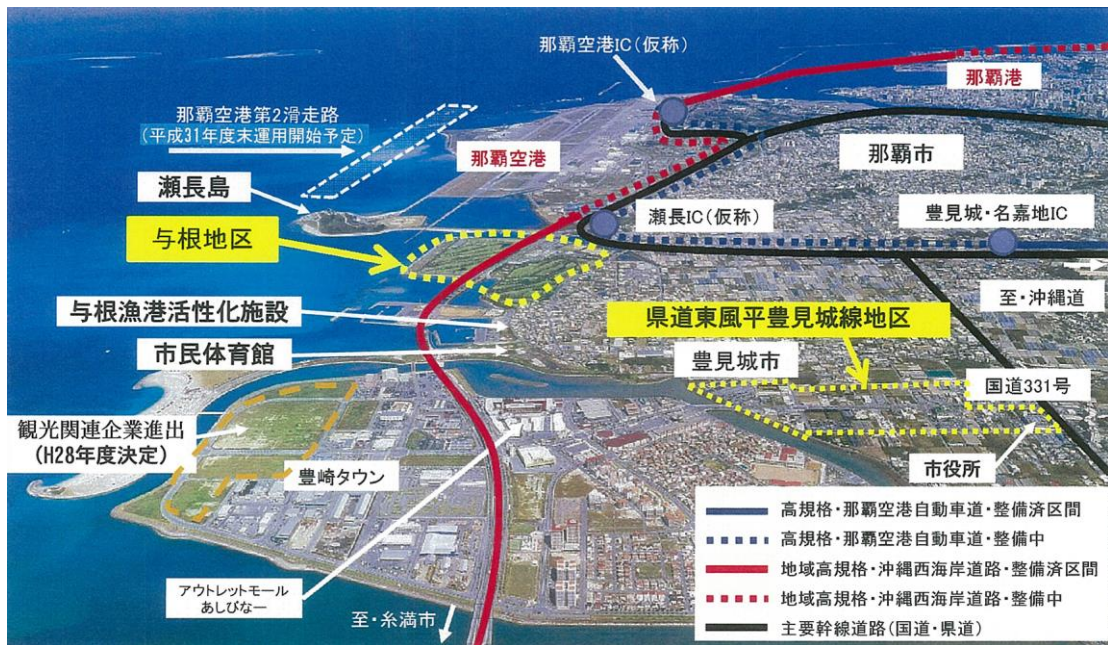 那覇空港IC(仮称)
那覇港
那覇空港第2滑走路
(平成31年度末運用開始予定)
那覇空港
那覇市
瀬長島
瀬長IC(仮称)
豊見城・名嘉地IC
与根地区
至・沖縄道
与根漁港活性化施設
県道東風平豊見城線地区
市民体育館
豊見城市
国道331号
観光関連企業進出
(H28年度決定)
豊崎タウン
市役所
アウトレットモール
あしびなー
至・糸満市
高規格・那覇空港自動車道・整備済区間
高規格・那覇空港自動車道・整備中
地域高規格・沖縄西海岸道路・整備済区間
地域高規格・沖縄西海岸道路・整備中
主要幹線道路(国道・県道)